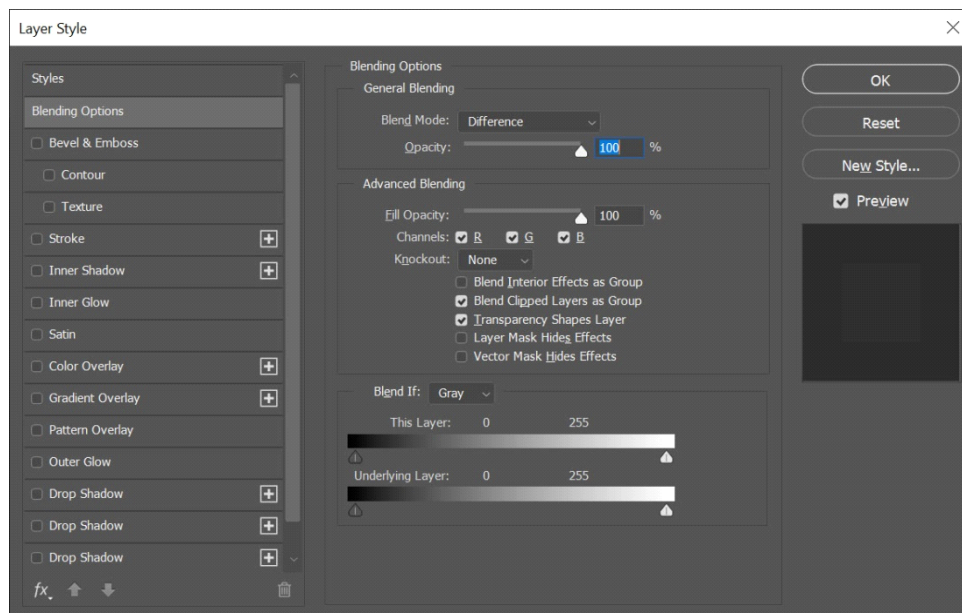 Layer Style
Styles
Blending Options
Bevel & Emboss
Contour
Texture
Stroke
Inner Shadow
Inner Glow
Satin
Color Overlay
Gradient Overlay
Pattern Overlay
Outer Glow
Drop Shadow
Drop Shadow
Drop Shadow
fx
Blending Options
General Blending
Blend Mode: Difference
Opacity: 100 %
Advanced Blending
Fill Opacity: 100 %
Channels: R G B
Knockout: None
Blend Interior Effects as Group
Blend Clipped Layers as Group
Transparency Shapes Layer
Layer Mask Hides Effects
Vector Mask Hides Effects
Blend If: Gray
This Layer: 0 255
Underlying Layer: 0 255
OK
Reset
New Style...
Preview